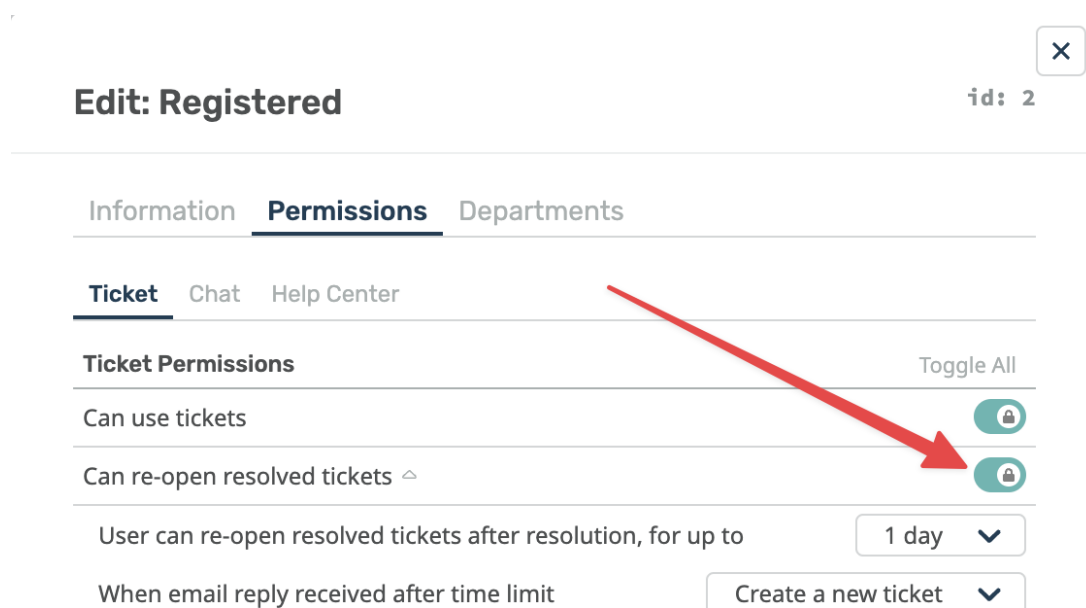 Edit: Registered
id: 2
Information Permissions Departments
Ticket Chat Help Center
Ticket Permissions Toggle All
Can use tickets
Can re-open resolved tickets
User can re-open resolved tickets after resolution, for up to 1 day
When email reply received after time limit Create a new ticket